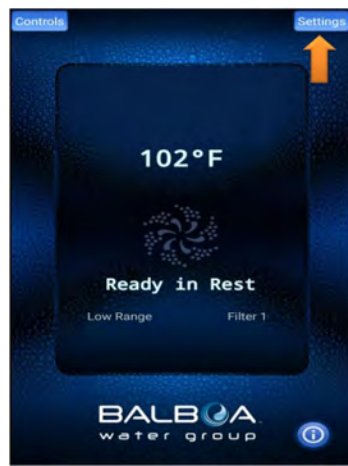 Controls Settings
102°F
Ready in Rest
Low Range Filter 1
BALBOA
water group